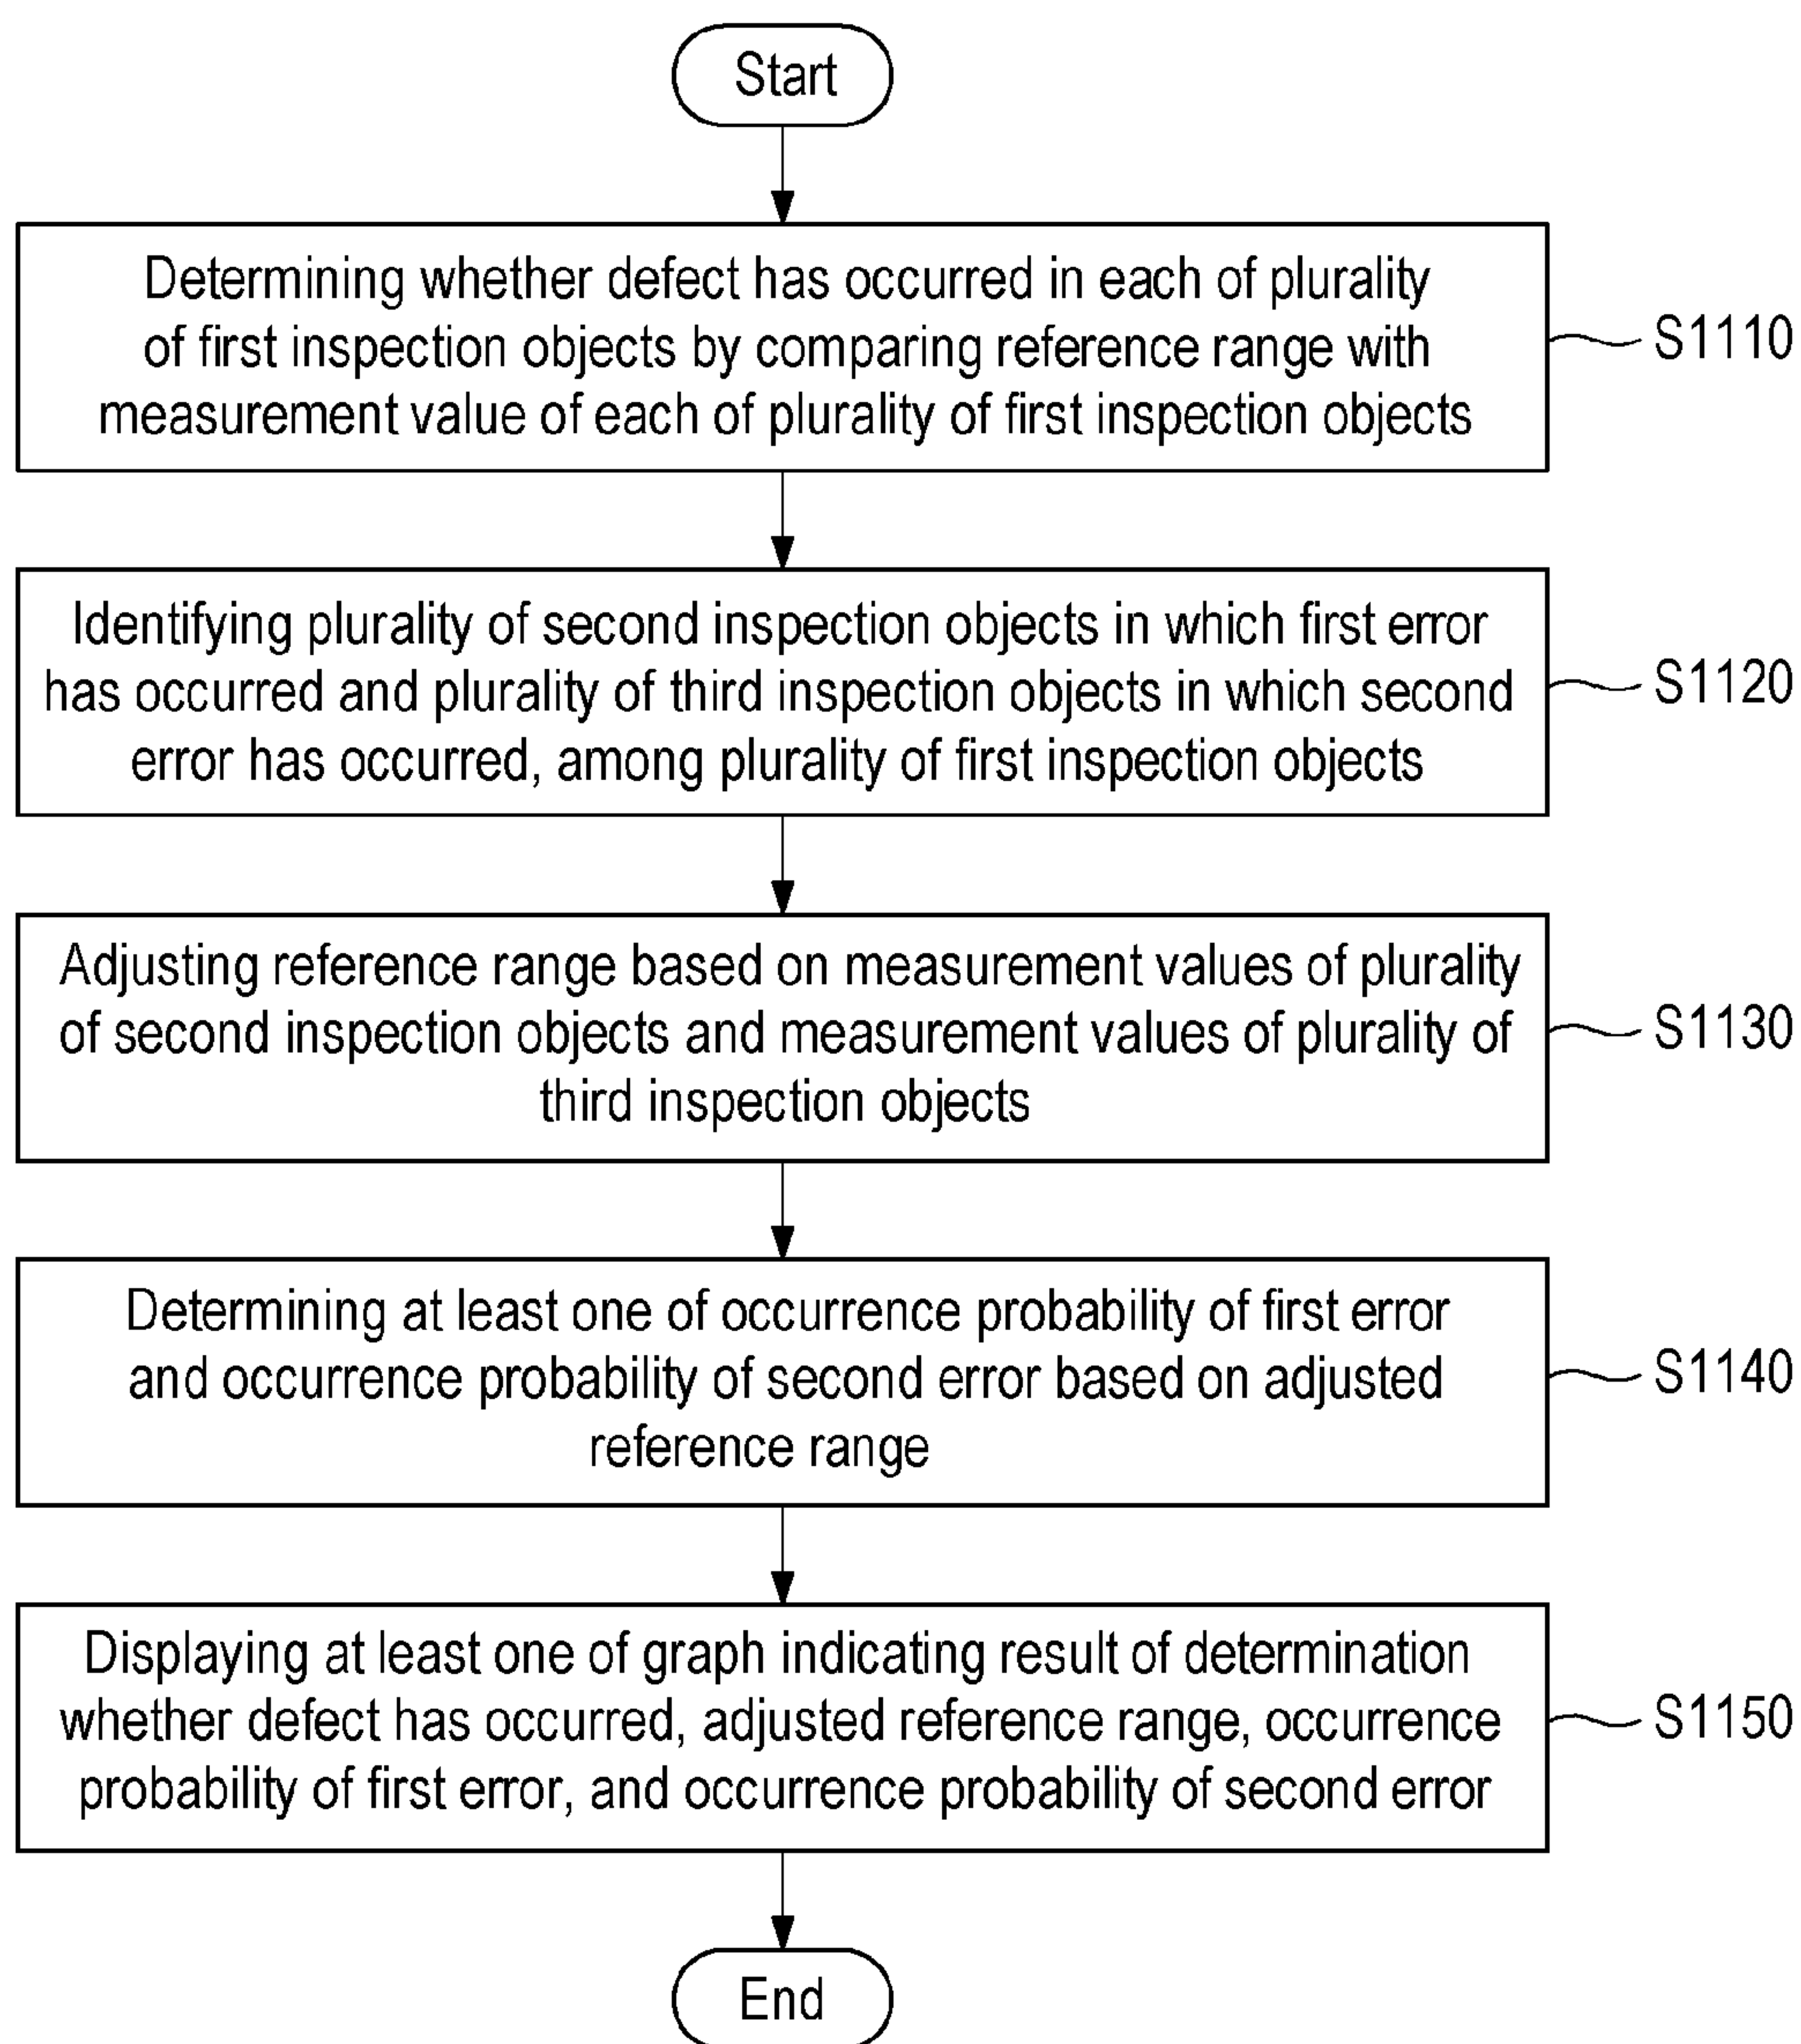 Start
Determining whether defect has occurred in each of plurality
of first inspection objects by comparing reference range with
measurement value of each of plurality of first inspection objects
S1110
Identifying plurality of second inspection objects in which first error
has occurred and plurality of third inspection objects in which second
error has occurred, among plurality of first inspection objects
S1120
Adjusting reference range based on measurement values of plurality
of second inspection objects and measurement values of plurality of
third inspection objects
S1130
Determining at least one of occurrence probability of first error
and occurrence probability of second error based on adjusted
reference range
S1140
Displaying at least one of graph indicating result of determination
whether defect has occurred, adjusted reference range, occurrence
probability of first error, and occurrence probability of second error
S1150
End